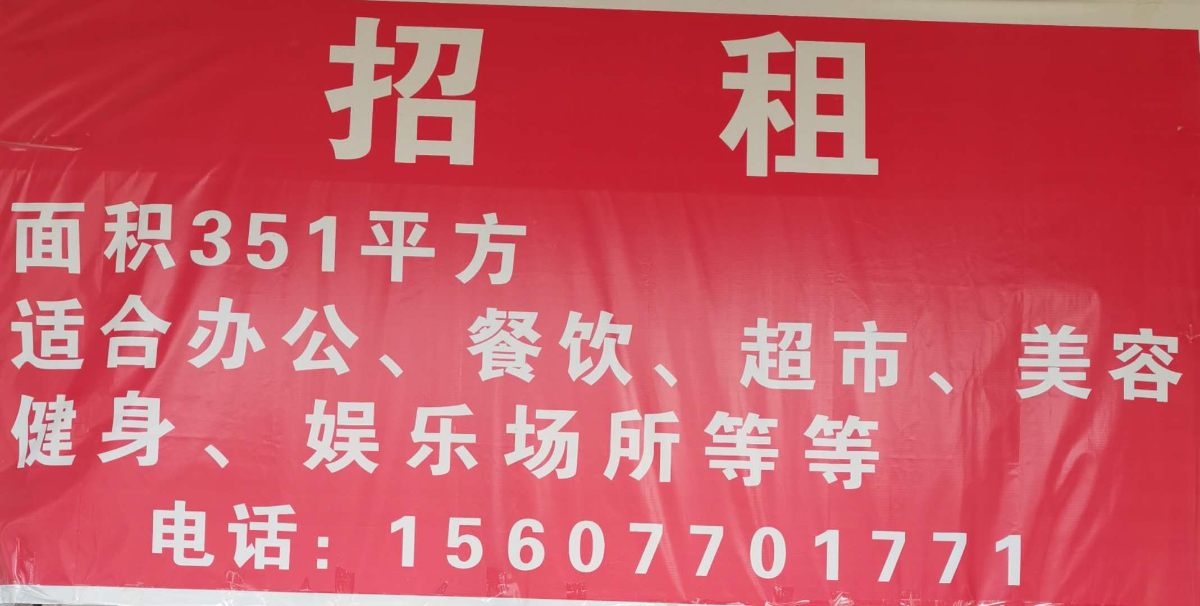 招租
面积351平方
适合办公、餐饮、超市、美容
健身、娱乐场所等等
电话：15607701771